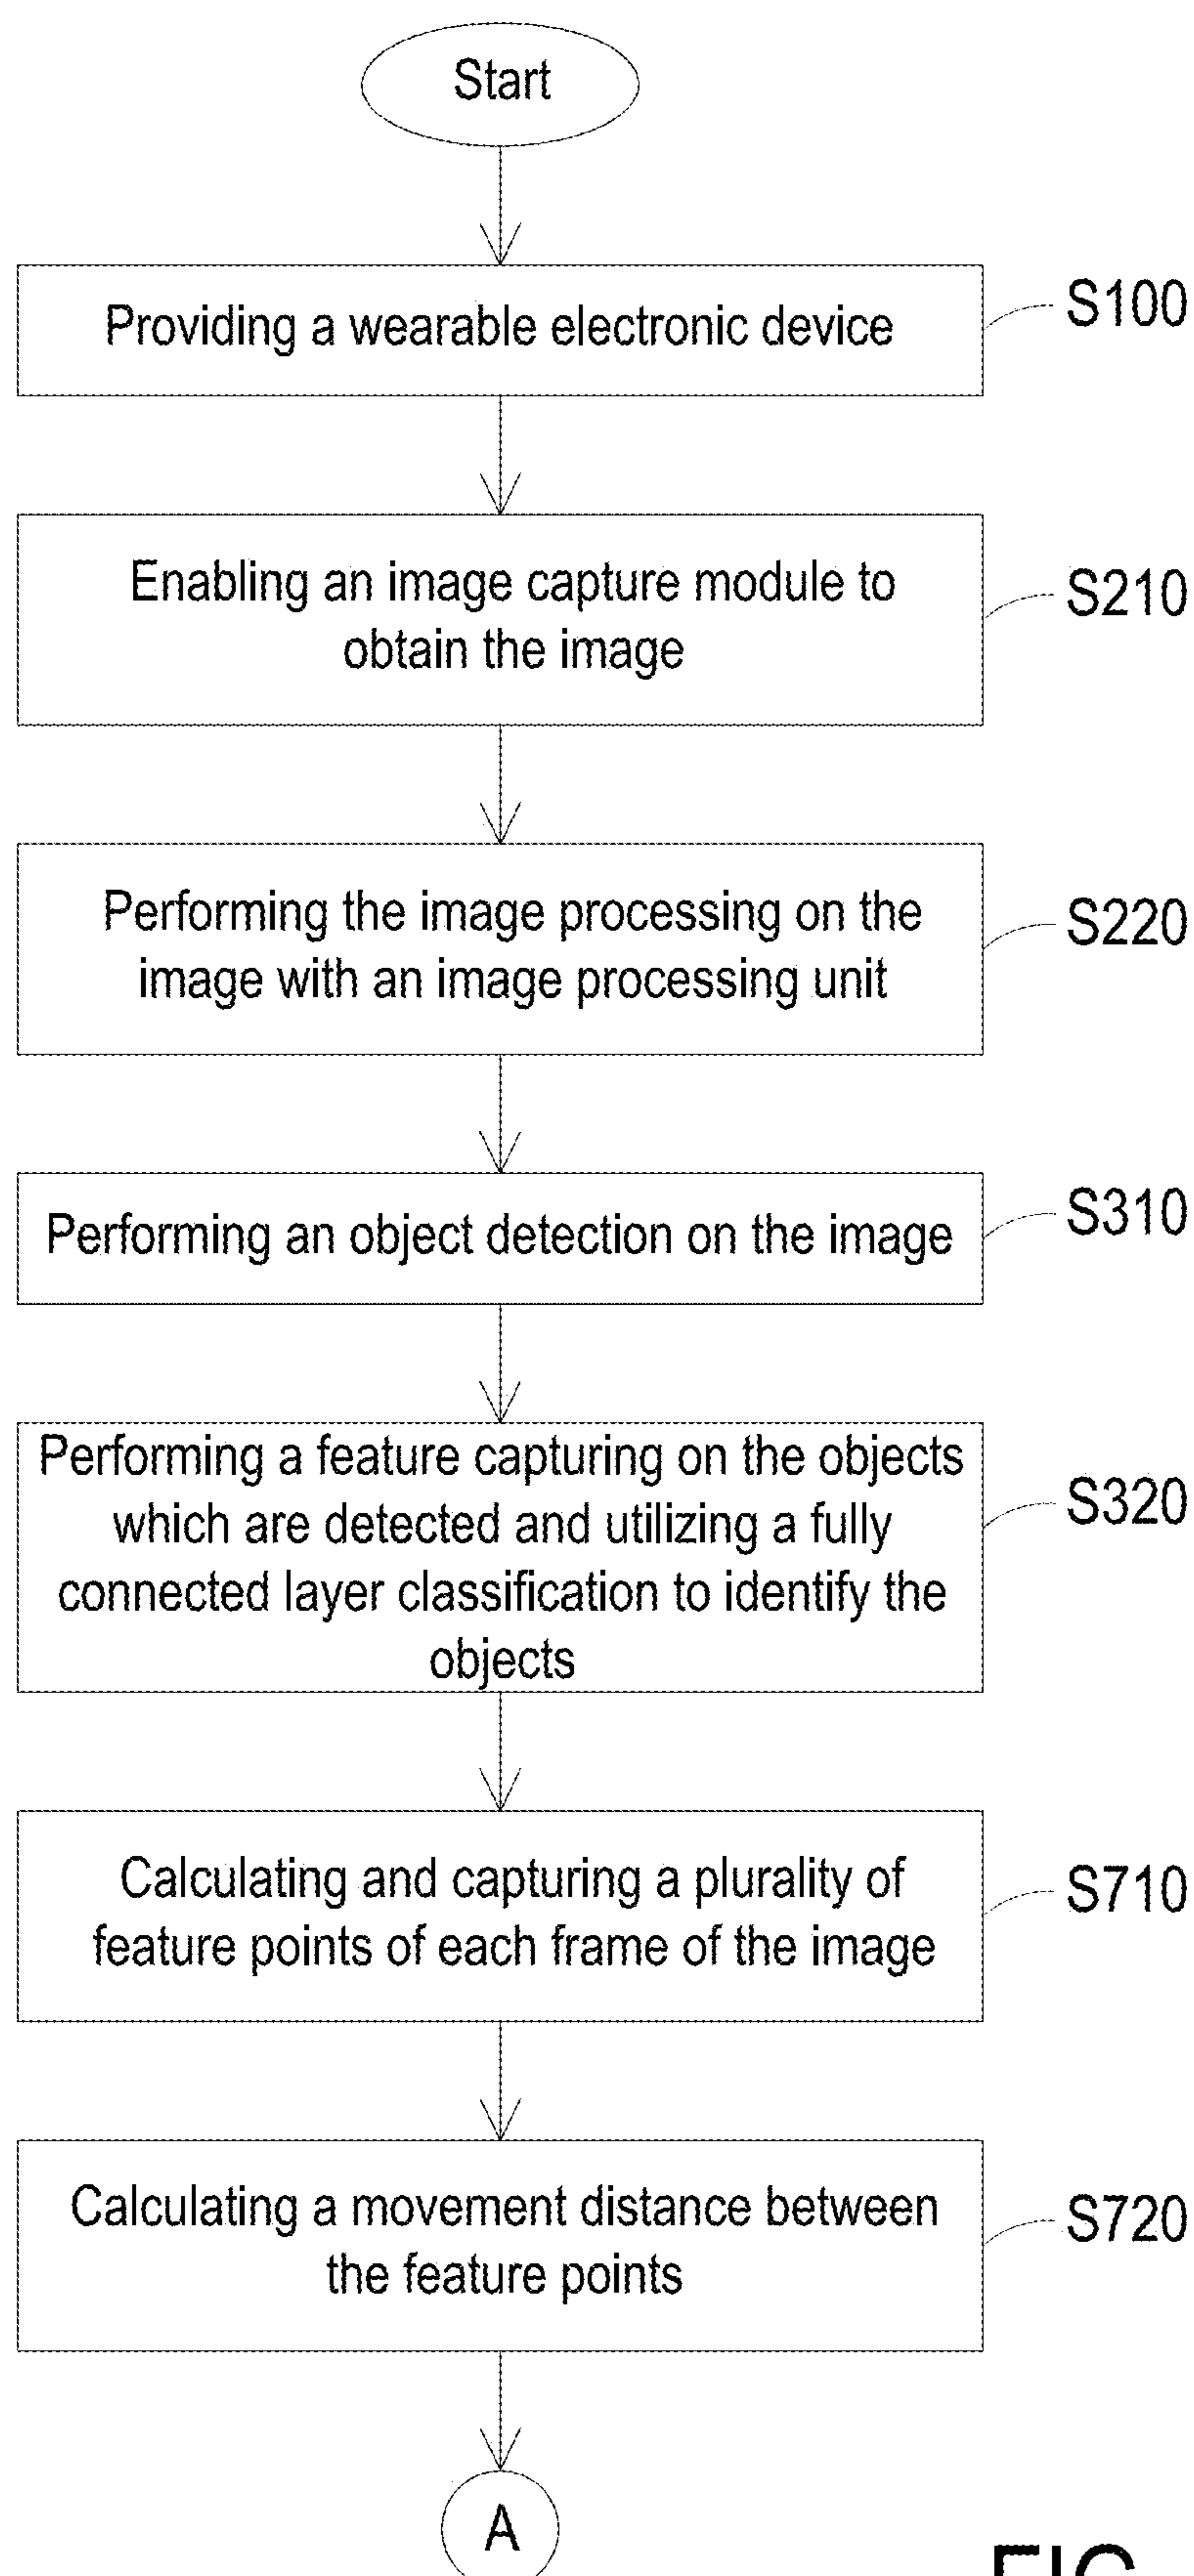 Start
Providing a wearable electronic device
S100
Enabling an image capture module to
obtain the image
S210
Performing the image processing on the
image with an image processing unit
S220
Performing an object detection on the image
S310
Performing a feature capturing on the objects
which are detected and utilizing a fully
connected layer classification to identify the
objects
S320
Calculating and capturing a plurality of
feature points of each frame of the image
S710
Calculating a movement distance between
the feature points
S720
A
FIG